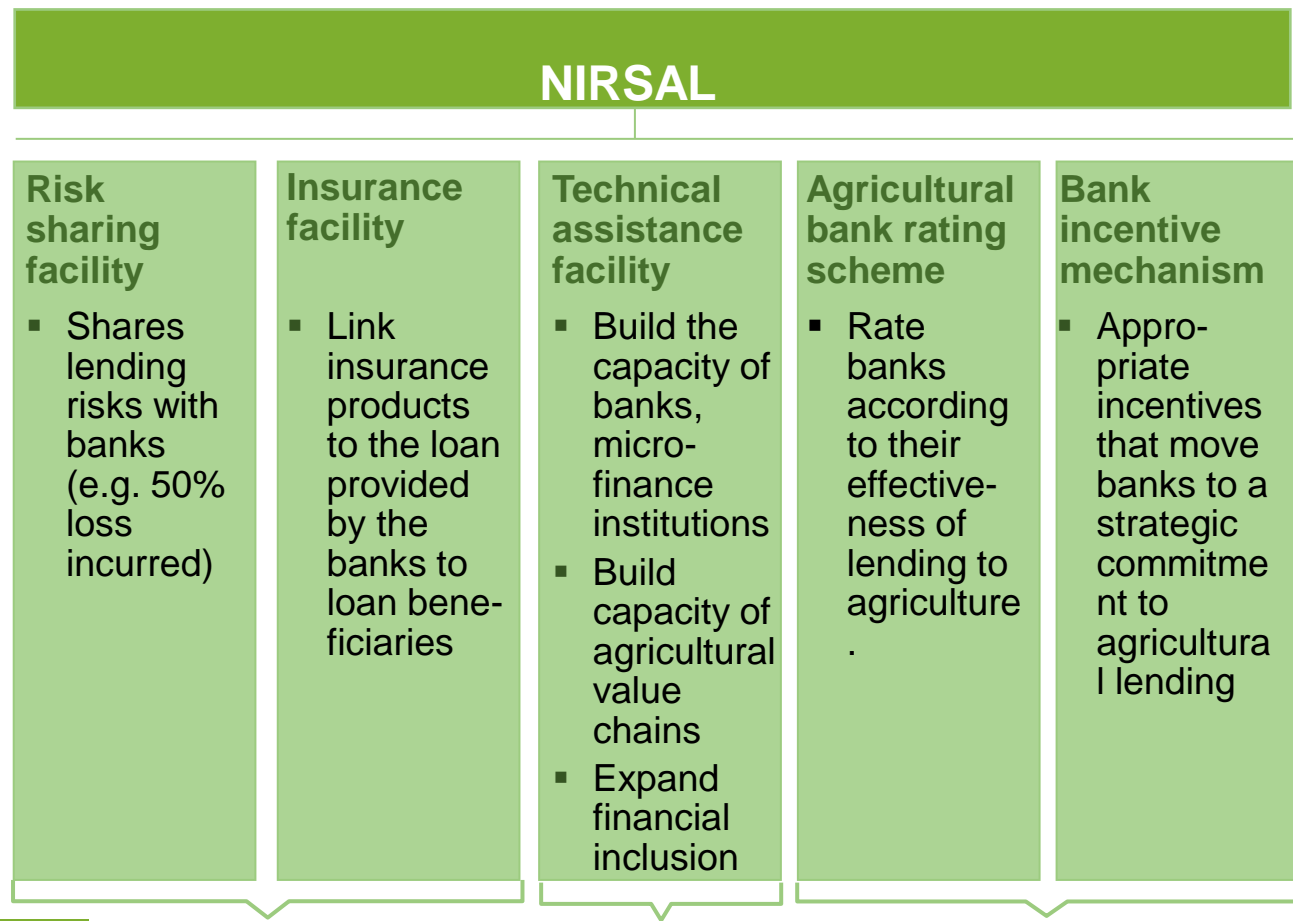 NIRSAL
Risk
sharing
facility
▪ Shares
lending
risks with
banks
(e.g. 50%
loss
incurred)
Insurance
facility
▪ Link
insurance
products
to the loan
provided
by the
banks to
loan bene-
ficiaries
Technical
assistance
facility
▪ Build the
capacity of
banks,
micro-
finance
institutions
▪ Build
capacity of
agricultural
value
chains
▪ Expand
financial
inclusion
Agricultural
bank rating
scheme
▪ Rate
banks
according
to their
effective-
ness of
lending to
agriculture
.
Bank
incentive
mechanism
▪ Appro-
priate
incentives
that move
banks to a
strategic
commitme
nt to
agricultura
l lending